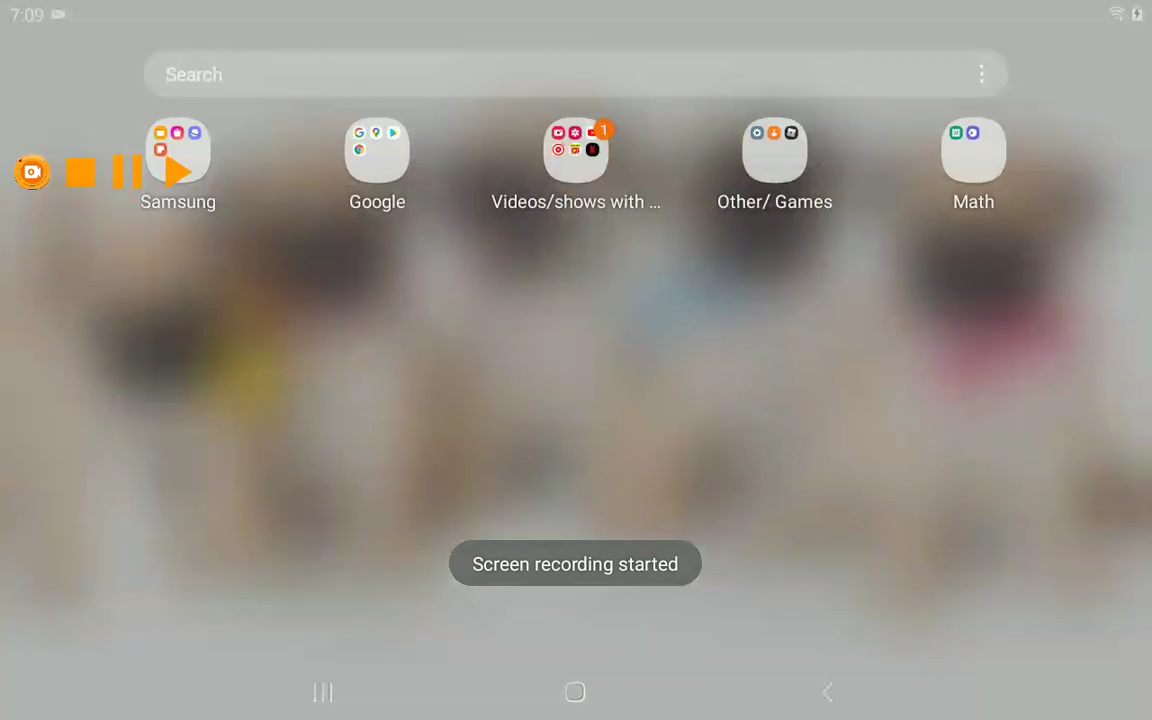 7:09
Search
1
Samsung
Google
Videos/shows with ...
Other/ Games
Math
Screen recording started